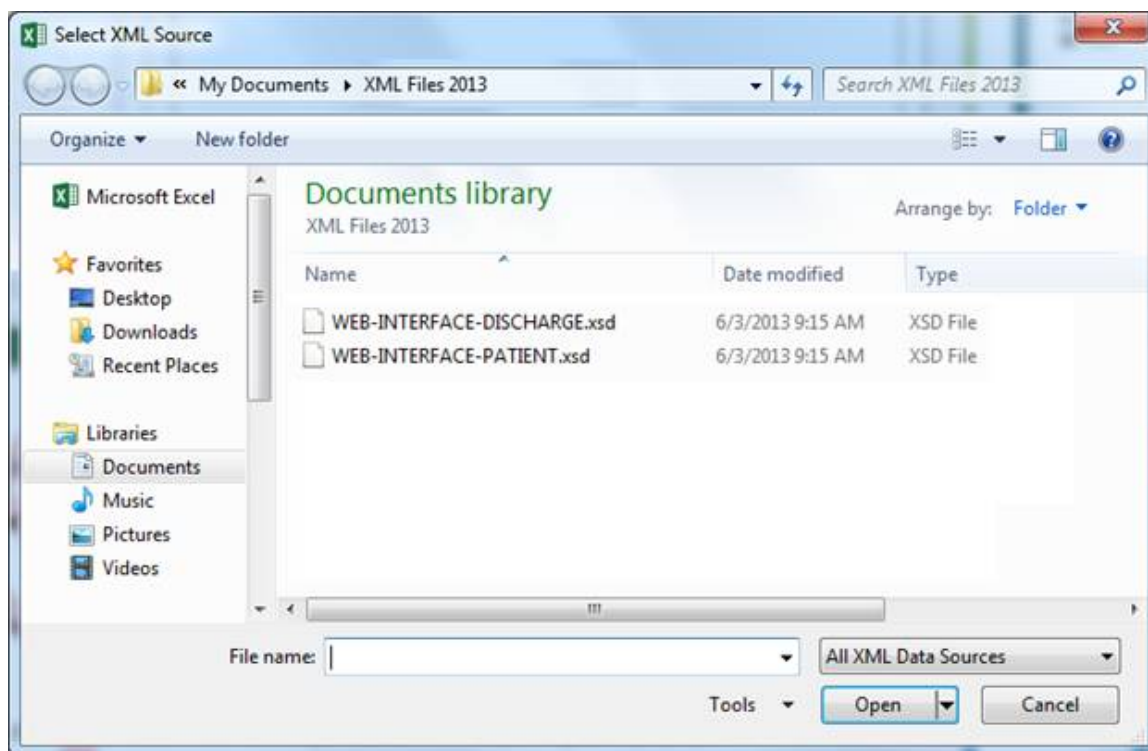 Select XML Source
« My Documents ▸ XML Files 2013
Search XML Files 2013
Organize
New folder
Microsoft Excel
Favorites
Desktop
Downloads
Recent Places
Libraries
Documents
Music
Pictures
Videos
Documents library
XML Files 2013
Arrange by: Folder
Name Date modified Type
WEB-INTERFACE-DISCHARGE.xsd 6/3/2013 9:15 AM XSD File
WEB-INTERFACE-PATIENT.xsd 6/3/2013 9:15 AM XSD File
File name:
All XML Data Sources
Tools Open Cancel